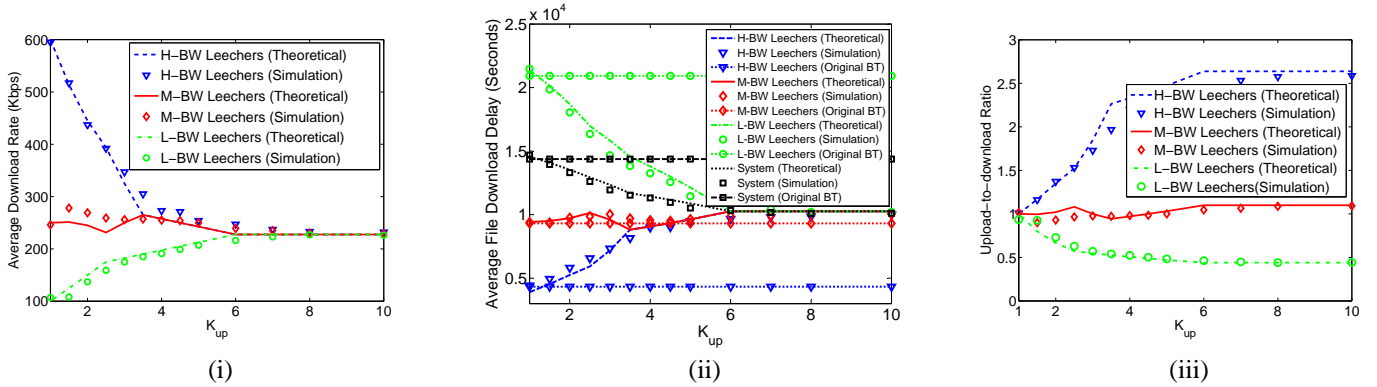 600
500
400
300
200
100
2
4
6
8
10
Average Download Rate (Kbps)
K_up
H-BW Leechers (Theoretical)
H-BW Leechers (Simulation)
M-BW Leechers (Theoretical)
M-BW Leechers (Simulation)
L-BW Leechers (Theoretical)
L-BW Leechers (Simulation)
(i)
x 10^4
2.5
2.0
1.5
1.0
0.5
2
4
6
8
10
Average File Download Delay (Seconds)
K_up
H-BW Leechers (Theoretical)
H-BW Leechers (Simulation)
H-BW Leechers (Original BT)
M-BW Leechers (Theoretical)
M-BW Leechers (Simulation)
M-BW Leechers (Original BT)
L-BW Leechers (Theoretical)
L-BW Leechers (Simulation)
L-BW Leechers (Original BT)
System (Theoretical)
System (Simulation)
System (Original BT)
(ii)
3
2.5
2
1.5
1
0.5
0
1
2
4
6
8
10
Upload-to-download Ratio
K_up
H-BW Leechers (Theoretical)
H-BW Leechers (Simulation)
M-BW Leechers (Theoretical)
M-BW Leechers (Simulation)
L-BW Leechers (Theoretical)
L-BW Leechers(Simulation)
(iii)